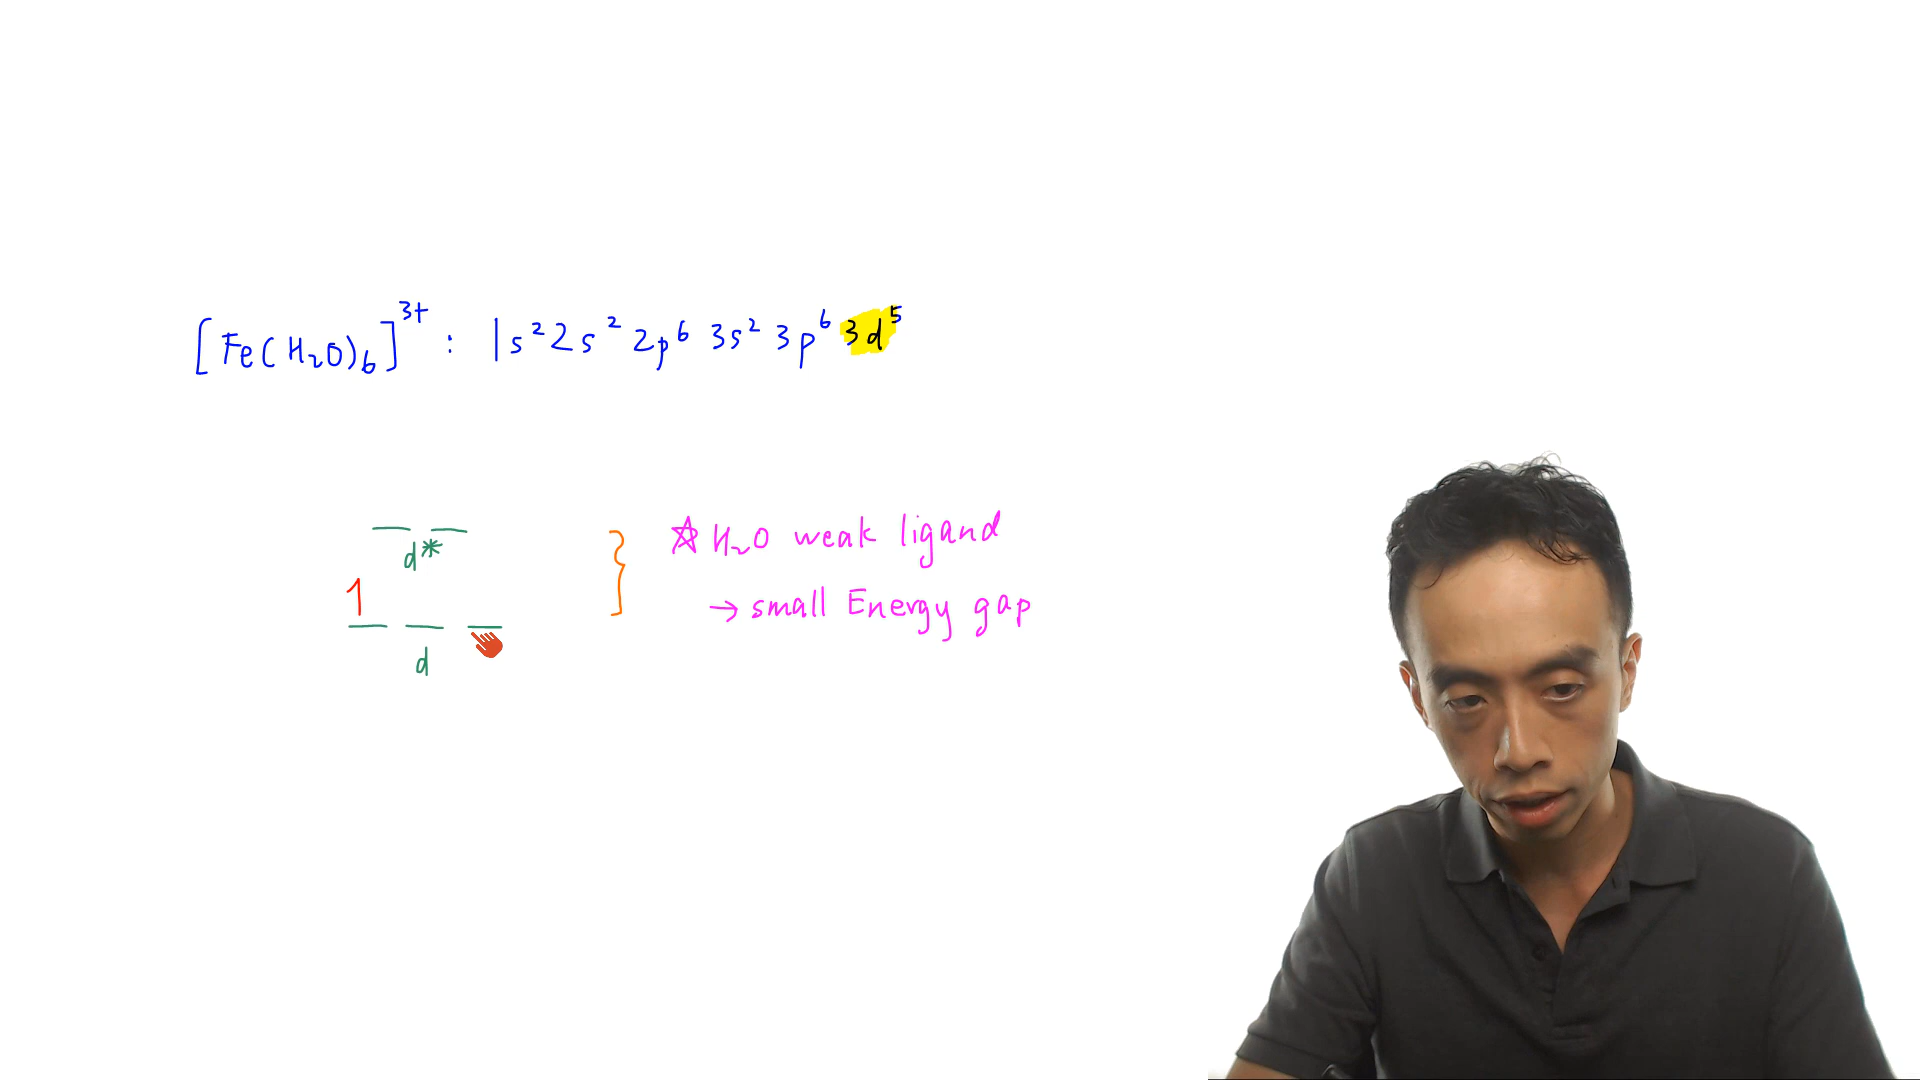 [Fe(H₂O)₆]³⁺ : 1s² 2s² 2p⁶ 3s² 3p⁶ 3d⁵
☆ H₂O weak ligand
d*
1
→ small Energy gap
d